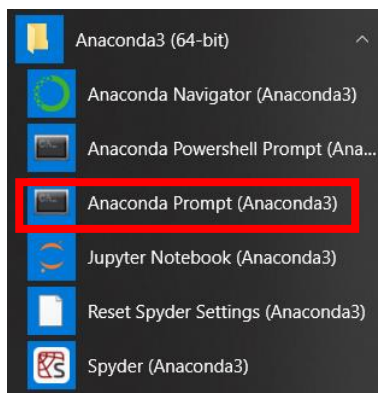 Anaconda3 (64-bit)
Anaconda Navigator (Anaconda3)
Anaconda Powershell Prompt (Ana...
Anaconda Prompt (Anaconda3)
Jupyter Notebook (Anaconda3)
Reset Spyder Settings (Anaconda3)
Spyder (Anaconda3)